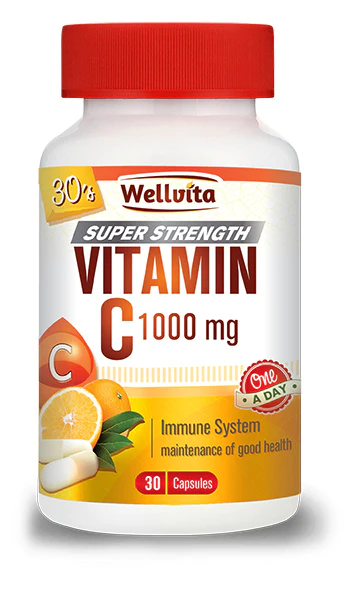 30's
Wellvita
SUPER STRENGTH
VITAMIN
C 1000 mg
C
One
A DAY
Immune System
maintenance of good health
30 Capsules